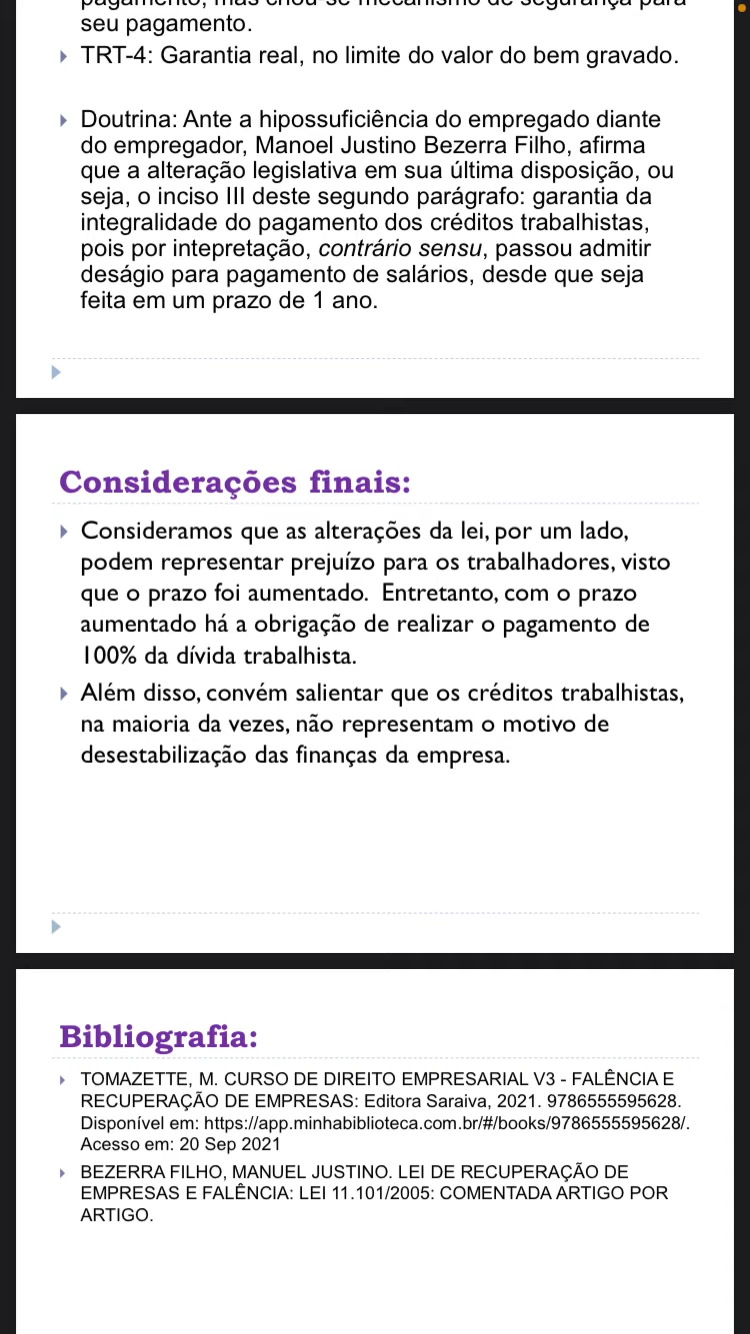 pagamento, mas criou-se mecanismo de segurança para
seu pagamento.
TRT-4: Garantia real, no limite do valor do bem gravado.
Doutrina: Ante a hipossuficiência do empregado diante
do empregador, Manoel Justino Bezerra Filho, afirma
que a alteração legislativa em sua última disposição, ou
seja, o inciso III deste segundo parágrafo: garantia da
integralidade do pagamento dos créditos trabalhistas,
pois por intepretação, contrário sensu, passou admitir
deságio para pagamento de salários, desde que seja
feita em um prazo de 1 ano.
Considerações finais:
Consideramos que as alterações da lei, por um lado,
podem representar prejuízo para os trabalhadores, visto
que o prazo foi aumentado. Entretanto, com o prazo
aumentado há a obrigação de realizar o pagamento de
100% da dívida trabalhista.
Além disso, convém salientar que os créditos trabalhistas,
na maioria da vezes, não representam o motivo de
desestabilização das finanças da empresa.
Bibliografia:
TOMAZETTE, M. CURSO DE DIREITO EMPRESARIAL V3 - FALÊNCIA E
RECUPERAÇÃO DE EMPRESAS: Editora Saraiva, 2021. 9786555595628.
Disponível em: https://app.minhabiblioteca.com.br/#/books/9786555595628/.
Acesso em: 20 Sep 2021
BEZERRA FILHO, MANUEL JUSTINO. LEI DE RECUPERAÇÃO DE
EMPRESAS E FALÊNCIA: LEI 11.101/2005: COMENTADA ARTIGO POR
ARTIGO.